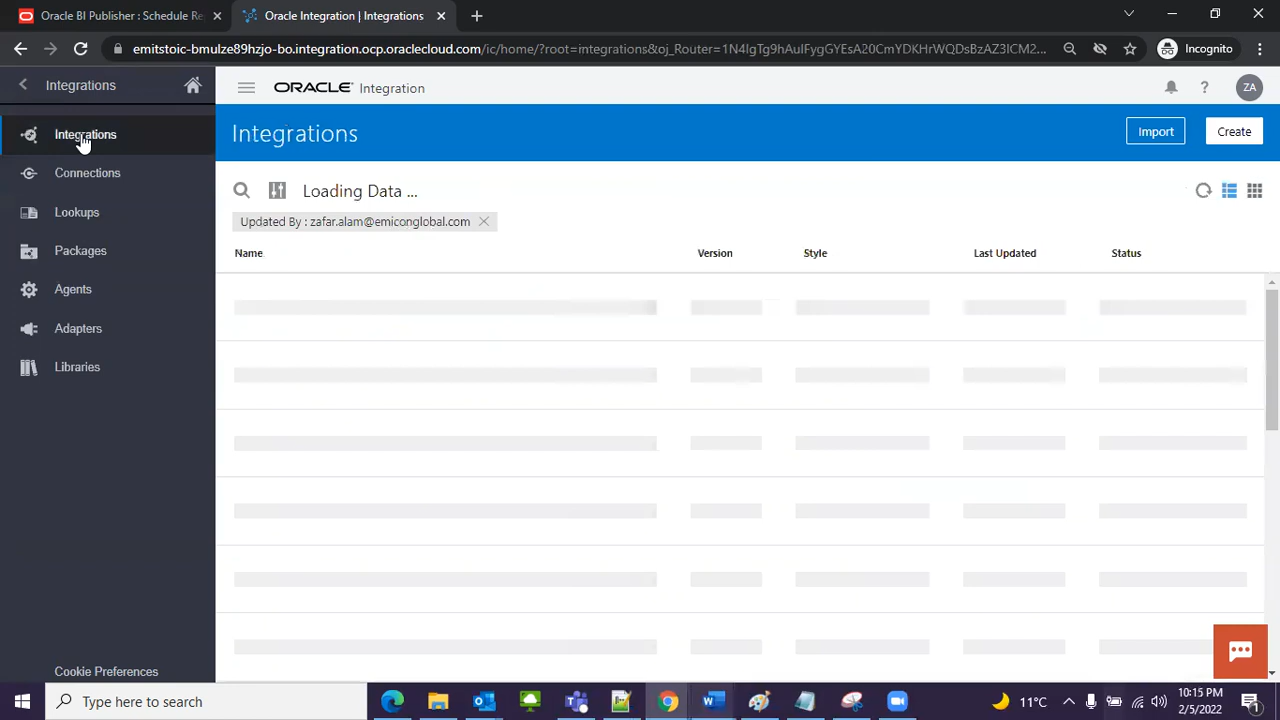 Oracle BI Publisher : Schedule Re
Oracle Integration | Integrations
emitstoic-bmulze89hzjo-bo.integration.ocp.oraclecloud.com/ic/home/?root=integrations&oj_Router=1N4IgTg9hAuIFygGYEsA20CmYDKHrWQDsBzAZ3ICM2...
Incognito
Integrations
ORACLE Integration
ZA
Integrations
Connections
Lookups
Packages
Agents
Adapters
Libraries
Cookie Preferences
Integrations
Import
Create
Loading Data ...
Updated By : zafar.alam@emiconglobal.com
Name
Version
Style
Last Updated
Status
Type here to search
11°C
10:15 PM
2/5/2022
1